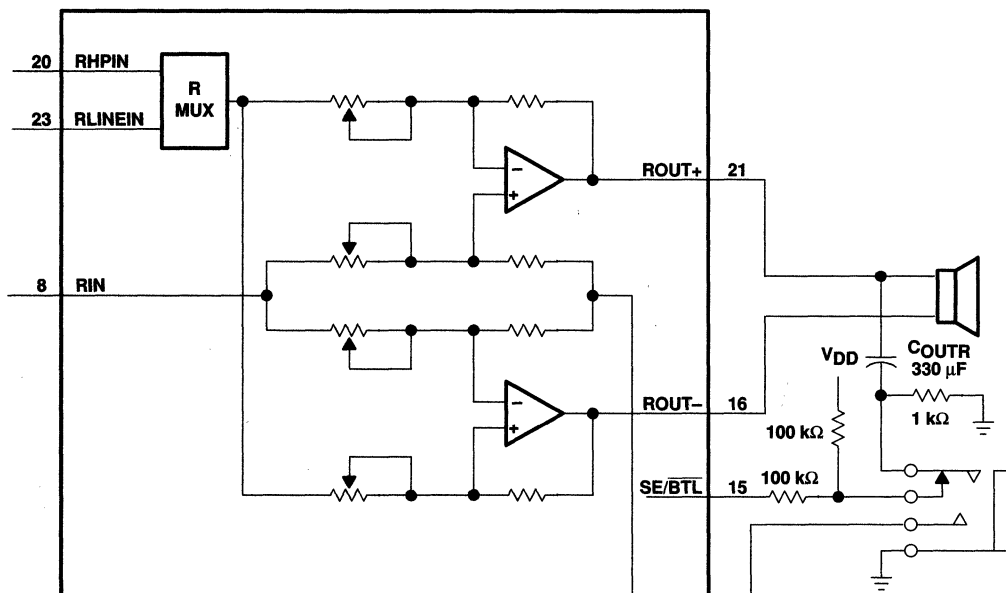 20 RHPIN
R
MUX
23 RLINEIN
ROUT+ 21
8 RIN
VDD
COUTR
330 µF
ROUT– 16
1 kΩ
100 kΩ
SE/B̅T̅L̅ 15
100 kΩ